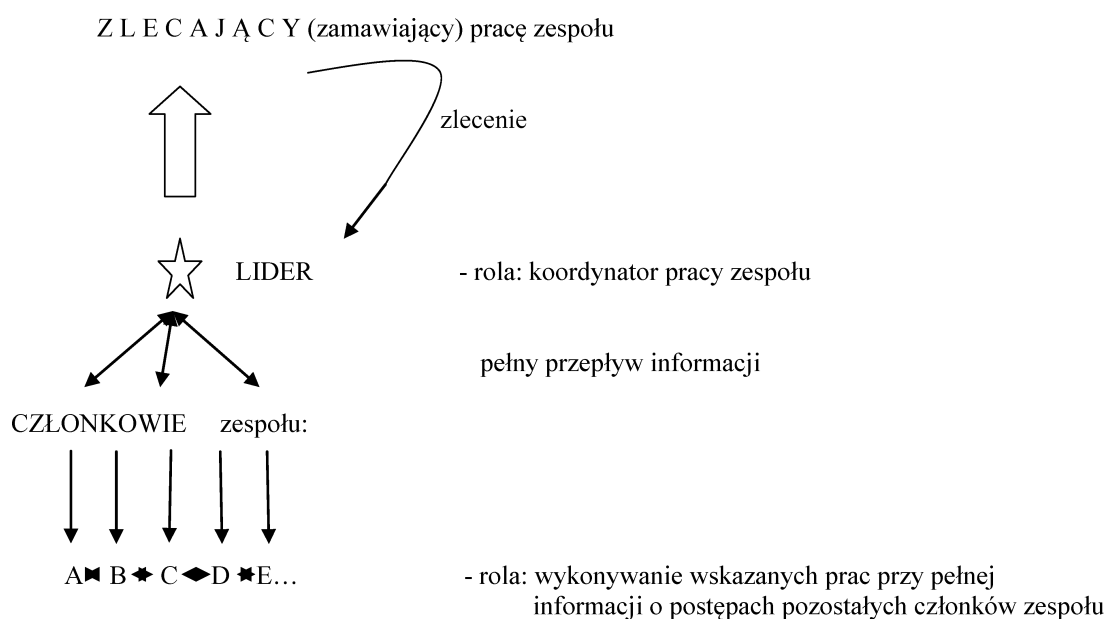 Z L E C A J Ą C Y (zamawiający) pracę zespołu
zlecenie
LIDER - rola: koordynator pracy zespołu
pełny przepływ informacji
CZŁONKOWIE zespołu:
A B C D E... - rola: wykonywanie wskazanych prac przy pełnej
informacji o postępach pozostałych członków zespołu